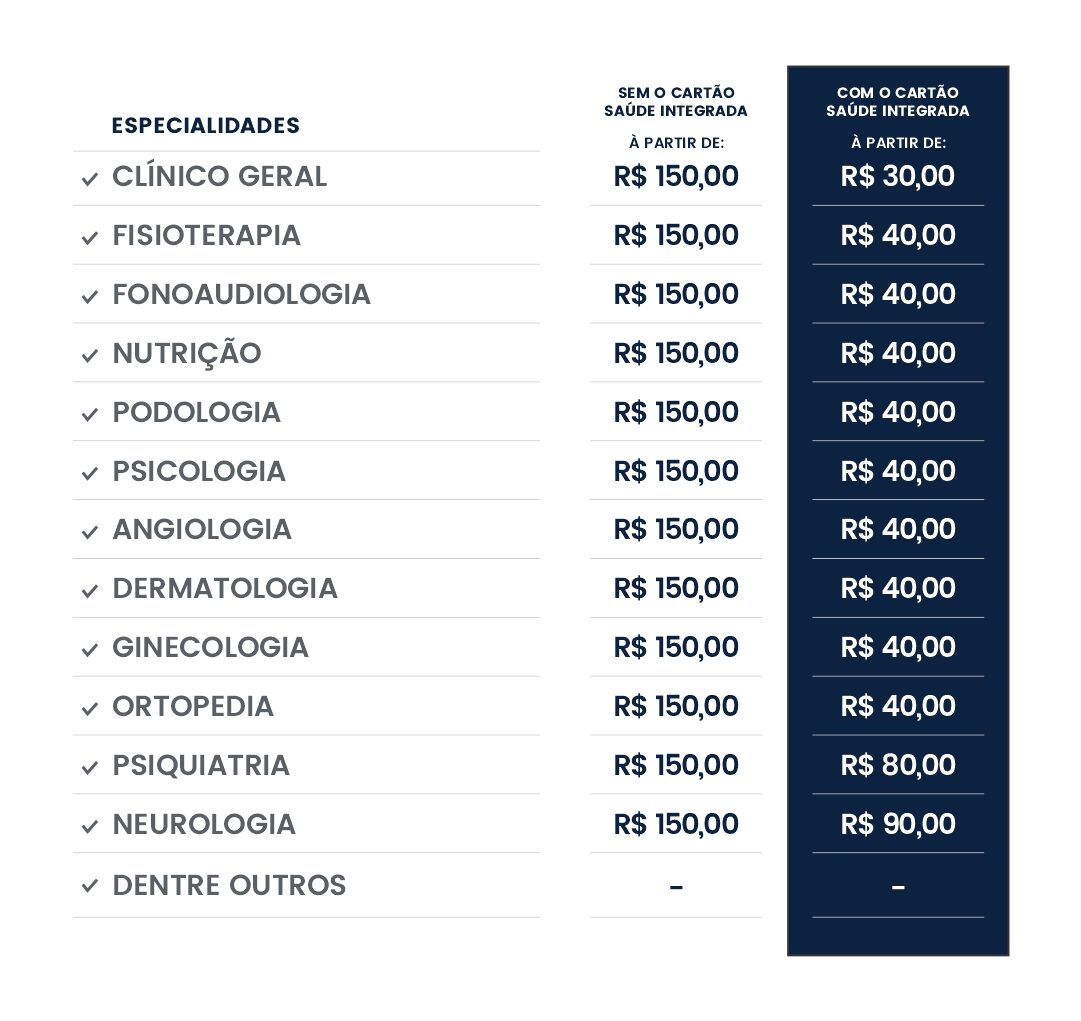 ESPECIALIDADES
SEM O CARTÃO
SAÚDE INTEGRADA
À PARTIR DE:
COM O CARTÃO
SAÚDE INTEGRADA
À PARTIR DE:
CLÍNICO GERAL R$ 150,00 R$ 30,00
FISIOTERAPIA R$ 150,00 R$ 40,00
FONOAUDIOLOGIA R$ 150,00 R$ 40,00
NUTRIÇÃO R$ 150,00 R$ 40,00
PODOLOGIA R$ 150,00 R$ 40,00
PSICOLOGIA R$ 150,00 R$ 40,00
ANGIOLOGIA R$ 150,00 R$ 40,00
DERMATOLOGIA R$ 150,00 R$ 40,00
GINECOLOGIA R$ 150,00 R$ 40,00
ORTOPEDIA R$ 150,00 R$ 40,00
PSIQUIATRIA R$ 150,00 R$ 80,00
NEUROLOGIA R$ 150,00 R$ 90,00
DENTRE OUTROS – –